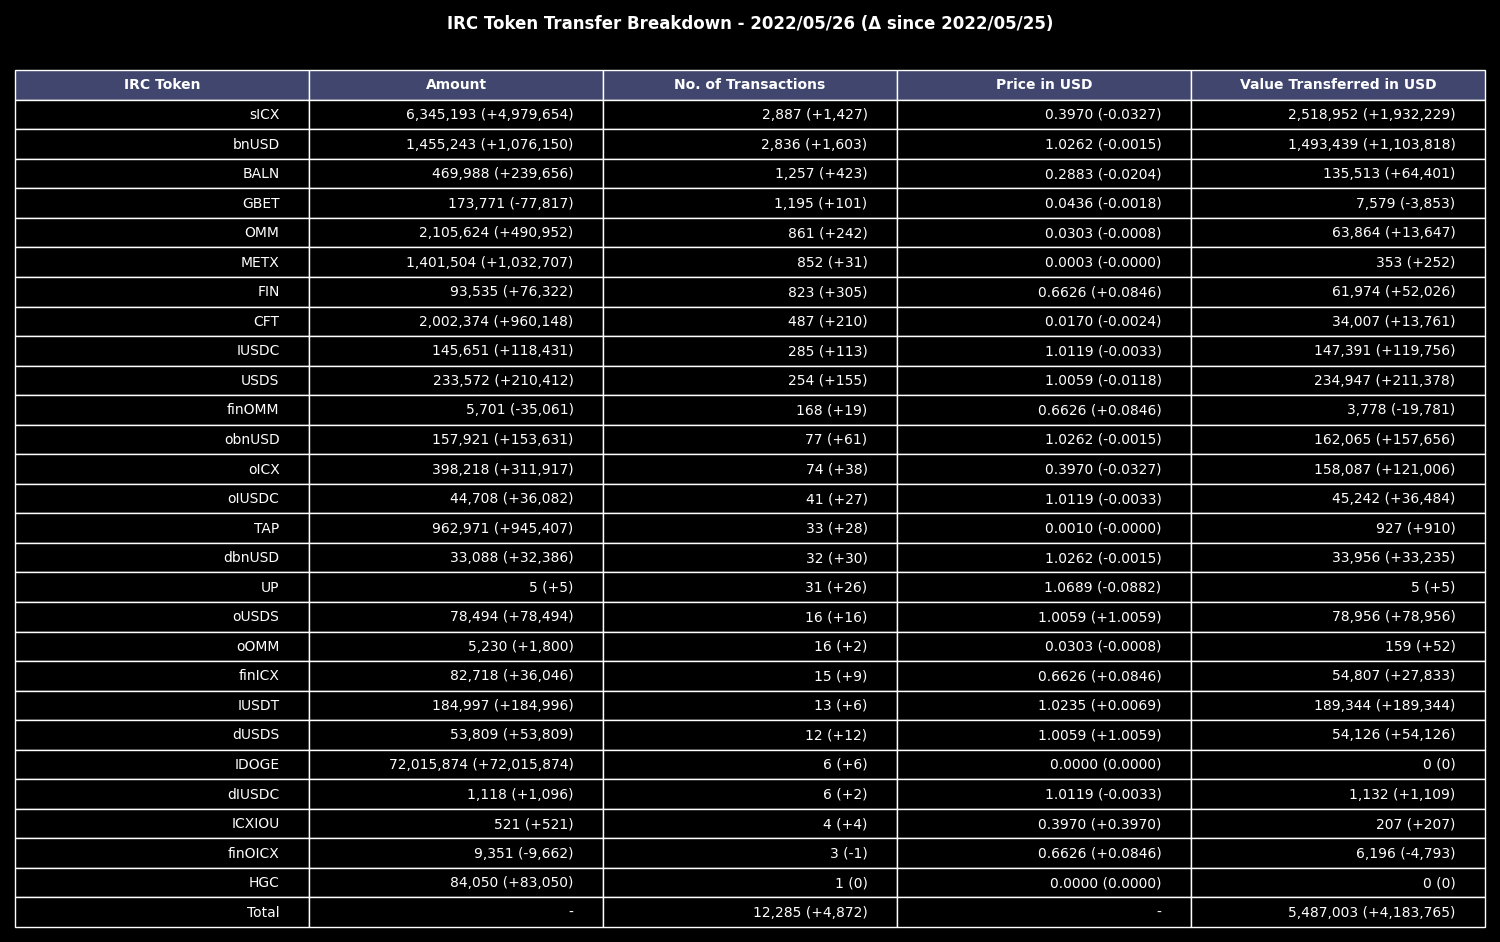 IRC Token Transfer Breakdown - 2022/05/26 (Δ since 2022/05/25)
IRC Token Amount No. of Transactions Price in USD Value Transferred in USD
sICX 6,345,193 (+4,979,654) 2,887 (+1,427) 0.3970 (-0.0327) 2,518,952 (+1,932,229)
bnUSD 1,455,243 (+1,076,150) 2,836 (+1,603) 1.0262 (-0.0015) 1,493,439 (+1,103,818)
BALN 469,988 (+239,656) 1,257 (+423) 0.2883 (-0.0204) 135,513 (+64,401)
GBET 173,771 (-77,817) 1,195 (+101) 0.0436 (-0.0018) 7,579 (-3,853)
OMM 2,105,624 (+490,952) 861 (+242) 0.0303 (-0.0008) 63,864 (+13,647)
METX 1,401,504 (+1,032,707) 852 (+31) 0.0003 (-0.0000) 353 (+252)
FIN 93,535 (+76,322) 823 (+305) 0.6626 (+0.0846) 61,974 (+52,026)
CFT 2,002,374 (+960,148) 487 (+210) 0.0170 (-0.0024) 34,007 (+13,761)
IUSDC 145,651 (+118,431) 285 (+113) 1.0119 (-0.0033) 147,391 (+119,756)
USDS 233,572 (+210,412) 254 (+155) 1.0059 (-0.0118) 234,947 (+211,378)
finOMM 5,701 (-35,061) 168 (+19) 0.6626 (+0.0846) 3,778 (-19,781)
obnUSD 157,921 (+153,631) 77 (+61) 1.0262 (-0.0015) 162,065 (+157,656)
oICX 398,218 (+311,917) 74 (+38) 0.3970 (-0.0327) 158,087 (+121,006)
oIUSDC 44,708 (+36,082) 41 (+27) 1.0119 (-0.0033) 45,242 (+36,484)
TAP 962,971 (+945,407) 33 (+28) 0.0010 (-0.0000) 927 (+910)
dbnUSD 33,088 (+32,386) 32 (+30) 1.0262 (-0.0015) 33,956 (+33,235)
UP 5 (+5) 31 (+26) 1.0689 (-0.0882) 5 (+5)
oUSDS 78,494 (+78,494) 16 (+16) 1.0059 (+1.0059) 78,956 (+78,956)
oOMM 5,230 (+1,800) 16 (+2) 0.0303 (-0.0008) 159 (+52)
finICX 82,718 (+36,046) 15 (+9) 0.6626 (+0.0846) 54,807 (+27,833)
IUSDT 184,997 (+184,996) 13 (+6) 1.0235 (+0.0069) 189,344 (+189,344)
dUSDS 53,809 (+53,809) 12 (+12) 1.0059 (+1.0059) 54,126 (+54,126)
IDOGE 72,015,874 (+72,015,874) 6 (+6) 0.0000 (0.0000) 0 (0)
dIUSDC 1,118 (+1,096) 6 (+2) 1.0119 (-0.0033) 1,132 (+1,109)
ICXIOU 521 (+521) 4 (+4) 0.3970 (+0.3970) 207 (+207)
finOICX 9,351 (-9,662) 3 (-1) 0.6626 (+0.0846) 6,196 (-4,793)
HGC 84,050 (+83,050) 1 (0) 0.0000 (0.0000) 0 (0)
Total - 12,285 (+4,872) - 5,487,003 (+4,183,765)